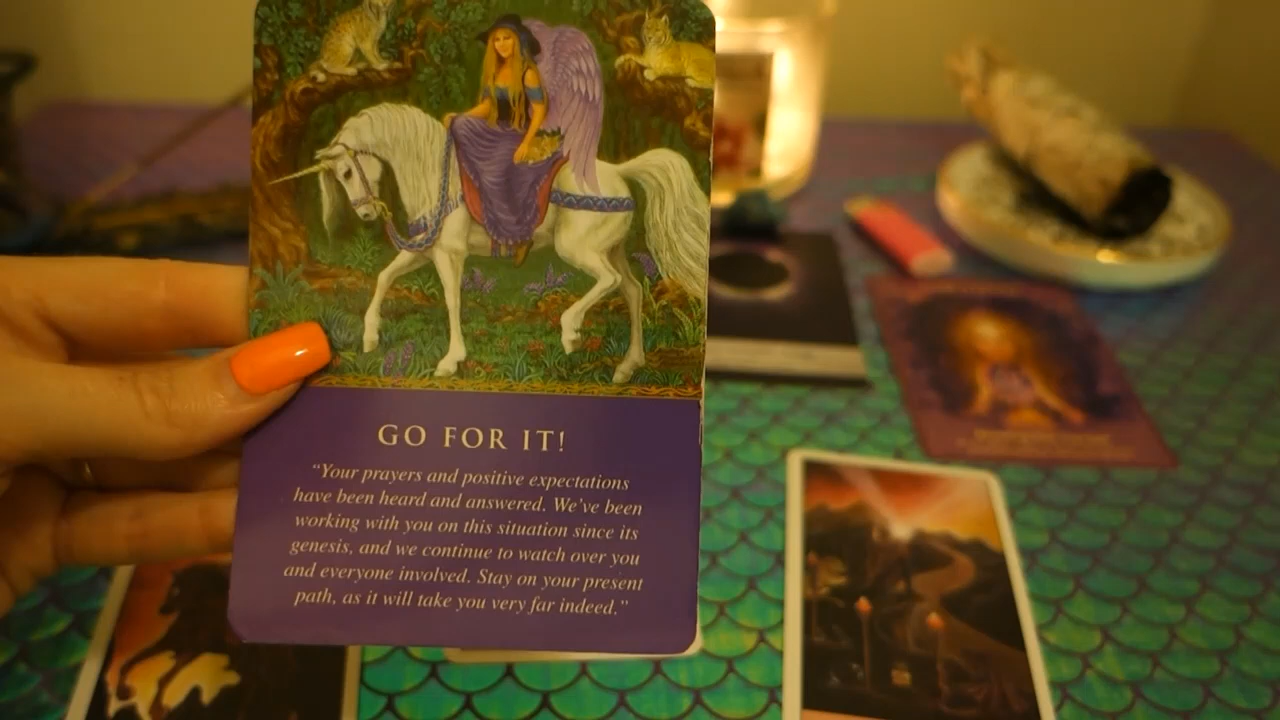 GO FOR IT!
“Your prayers and positive expectations
have been heard and answered. We’ve been
working with you on this situation since its
genesis, and we continue to watch over you
and everyone involved. Stay on your present
path, as it will take you very far indeed.”